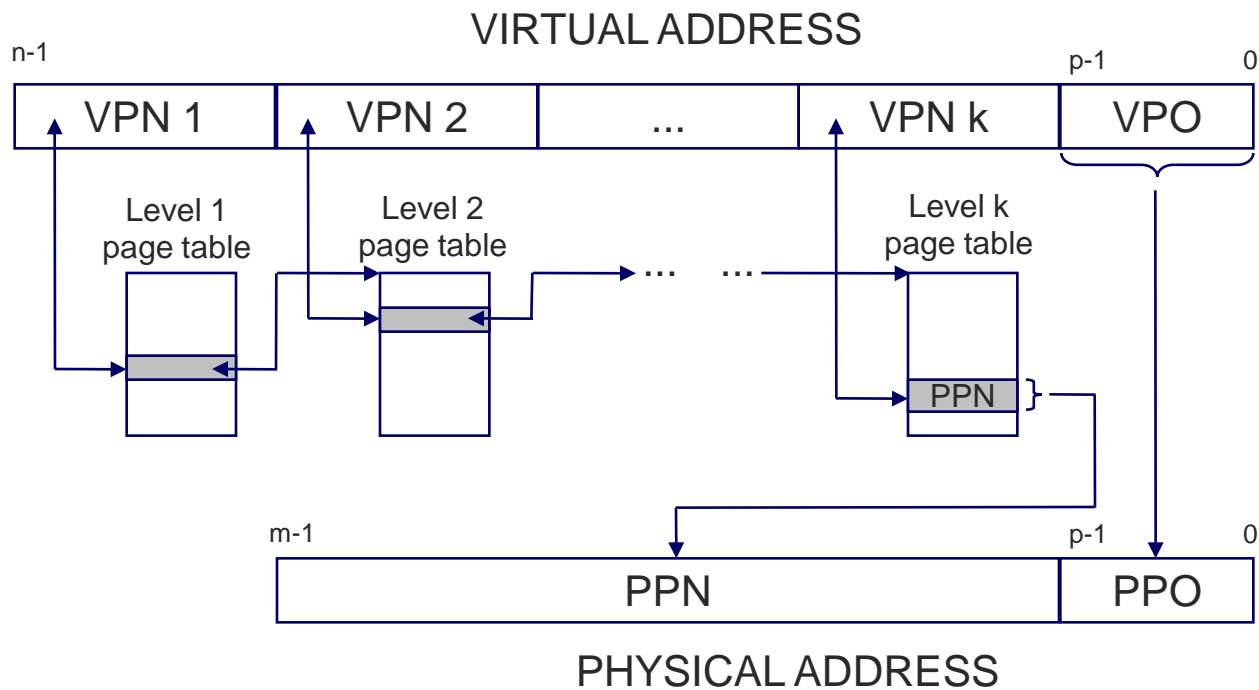 VIRTUAL ADDRESS
n-1 p-1 0
VPN 1 VPN 2 ... VPN k VPO
Level 1
page table
Level 2
page table
Level k
page table
... ...
PPN
m-1 p-1 0
PPN PPO
PHYSICAL ADDRESS